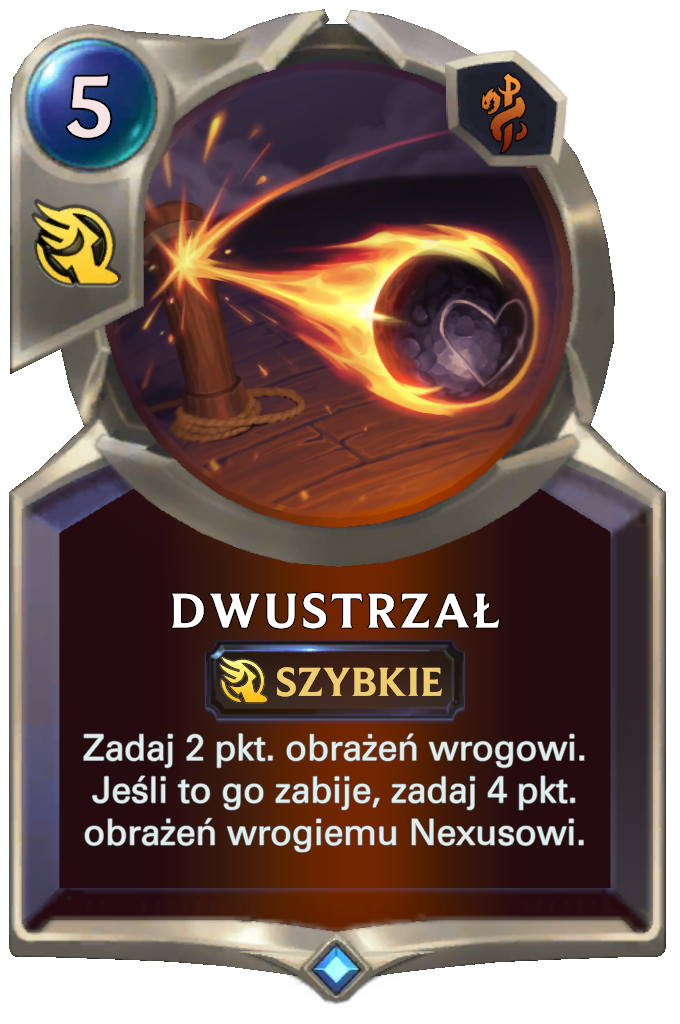 5
DWUSTRZAŁ
SZYBKIE
Zadaj 2 pkt. obrażeń wrogowi.
Jeśli to go zabije, zadaj 4 pkt.
obrażeń wrogiemu Nexusowi.